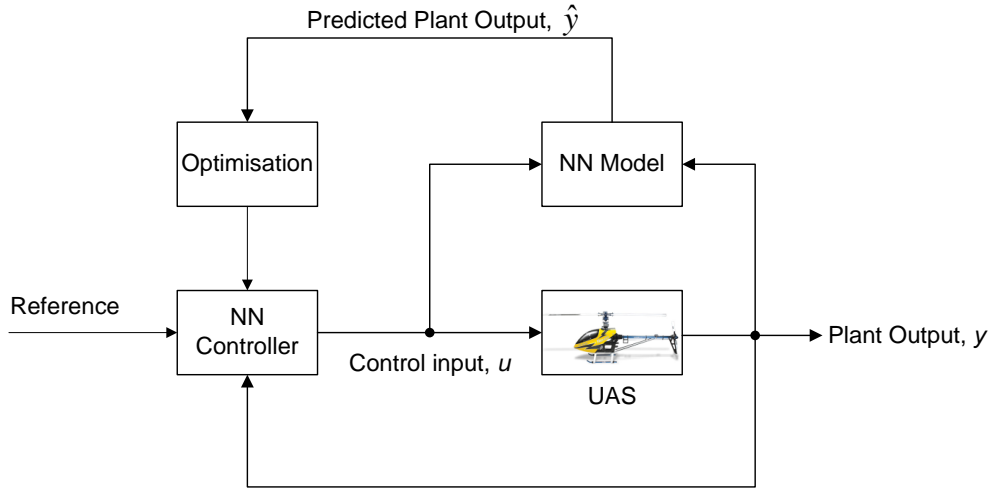 Predicted Plant Output, ŷ
Optimisation
NN Model
Reference
NN
Controller
Control input, u
Plant Output, y
UAS